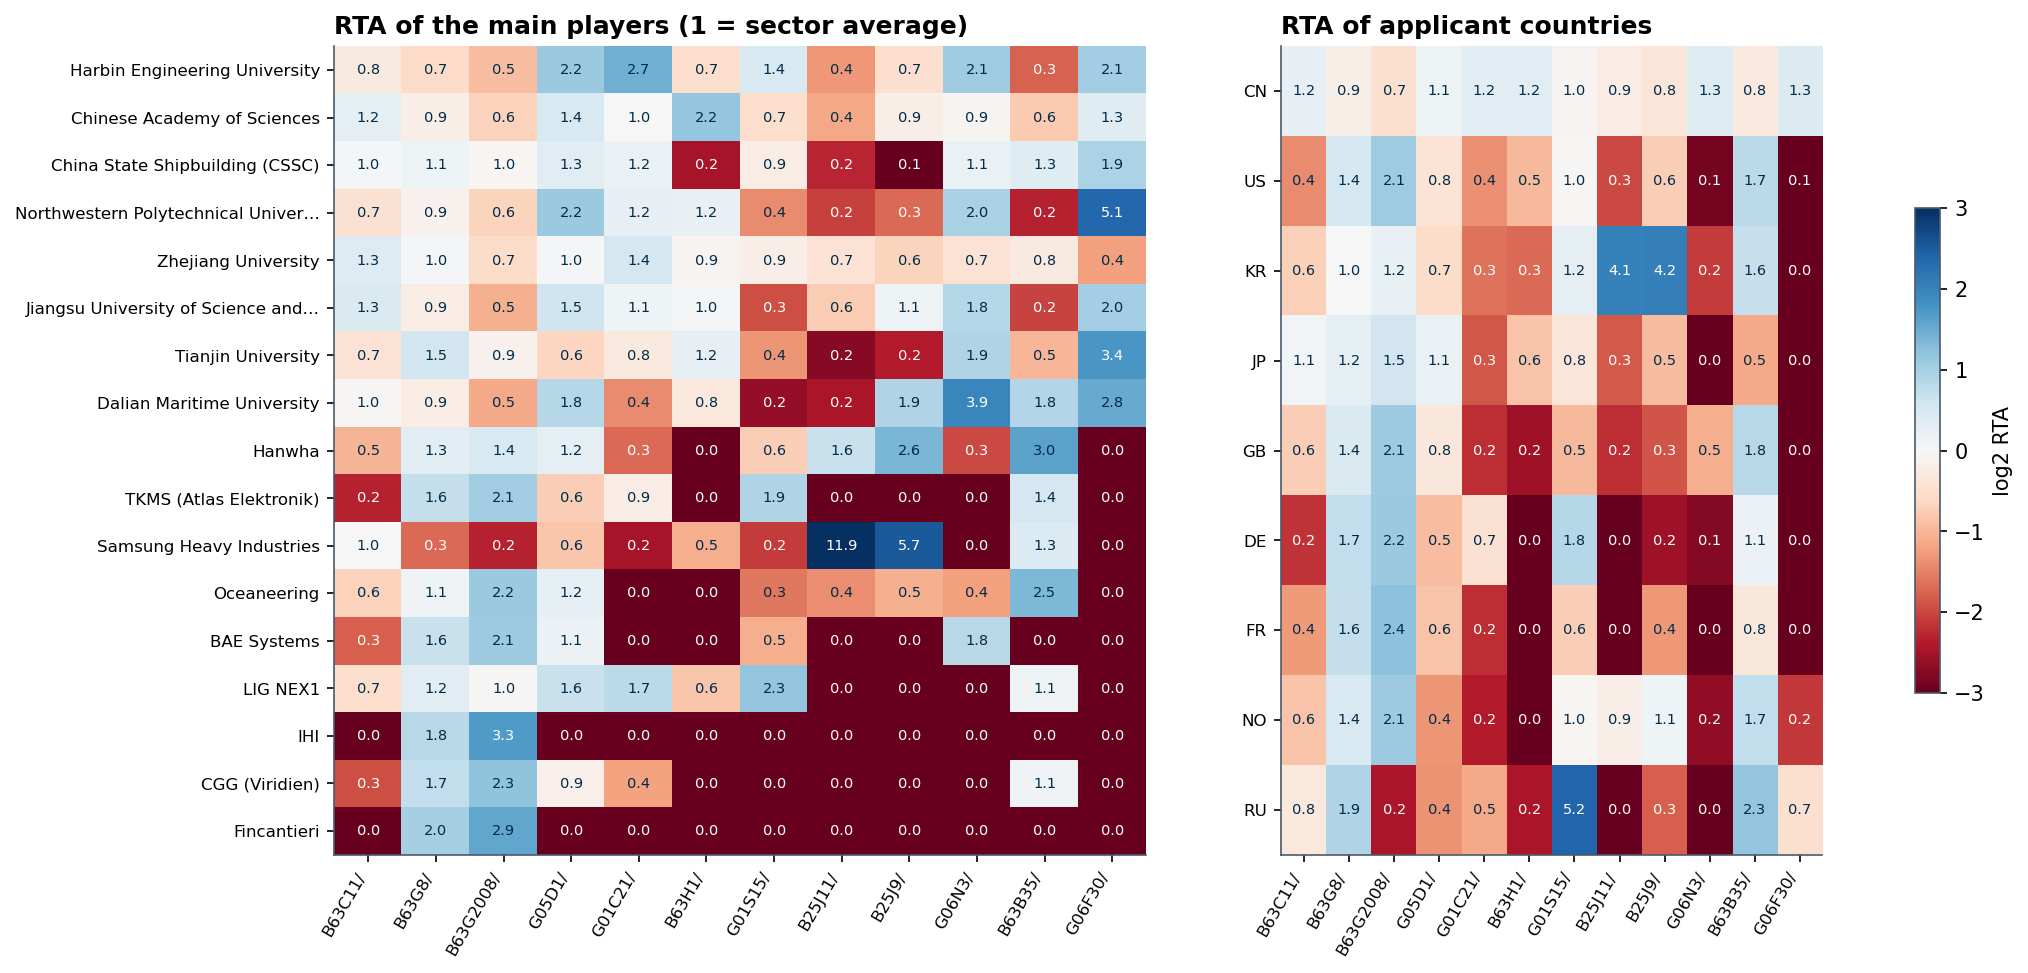 RTA of the main players (1 = sector average)
Harbin Engineering University 0.8 0.7 0.5 2.2 2.7 0.7 1.4 0.4 0.7 2.1 0.3 2.1
Chinese Academy of Sciences 1.2 0.9 0.6 1.4 1.0 2.2 0.7 0.4 0.9 0.9 0.6 1.3
China State Shipbuilding (CSSC) 1.0 1.1 1.0 1.3 1.2 0.2 0.9 0.2 0.1 1.1 1.3 1.9
Northwestern Polytechnical Univer… 0.7 0.9 0.6 2.2 1.2 1.2 0.4 0.2 0.3 2.0 0.2 5.1
Zhejiang University 1.3 1.0 0.7 1.0 1.4 0.9 0.9 0.7 0.6 0.7 0.8 0.4
Jiangsu University of Science and… 1.3 0.9 0.5 1.5 1.1 1.0 0.3 0.6 1.1 1.8 0.2 2.0
Tianjin University 0.7 1.5 0.9 0.6 0.8 1.2 0.4 0.2 0.2 1.9 0.5 3.4
Dalian Maritime University 1.0 0.9 0.5 1.8 0.4 0.8 0.2 0.2 1.9 3.9 1.8 2.8
Hanwha 0.5 1.3 1.4 1.2 0.3 0.0 0.6 1.6 2.6 0.3 3.0 0.0
TKMS (Atlas Elektronik) 0.2 1.6 2.1 0.6 0.9 0.0 1.9 0.0 0.0 0.0 1.4 0.0
Samsung Heavy Industries 1.0 0.3 0.2 0.6 0.2 0.5 0.2 11.9 5.7 0.0 1.3 0.0
Oceaneering 0.6 1.1 2.2 1.2 0.0 0.0 0.3 0.4 0.5 0.4 2.5 0.0
BAE Systems 0.3 1.6 2.1 1.1 0.0 0.0 0.5 0.0 0.0 1.8 0.0 0.0
LIG NEX1 0.7 1.2 1.0 1.6 1.7 0.6 2.3 0.0 0.0 0.0 1.1 0.0
IHI 0.0 1.8 3.3 0.0 0.0 0.0 0.0 0.0 0.0 0.0 0.0 0.0
CGG (Viridien) 0.3 1.7 2.3 0.9 0.4 0.0 0.0 0.0 0.0 0.0 1.1 0.0
Fincantieri 0.0 2.0 2.9 0.0 0.0 0.0 0.0 0.0 0.0 0.0 0.0 0.0
B63C11/ B63G8/ B63G2008/ G05D1/ G01C21/ B63H1/ G01S15/ B25J11/ B25J9/ G06N3/ B63B35/ G06F30/
RTA of applicant countries
CN 1.2 0.9 0.7 1.1 1.2 1.2 1.0 0.9 0.8 1.3 0.8 1.3
US 0.4 1.4 2.1 0.8 0.4 0.5 1.0 0.3 0.6 0.1 1.7 0.1
KR 0.6 1.0 1.2 0.7 0.3 0.3 1.2 4.1 4.2 0.2 1.6 0.0
JP 1.1 1.2 1.5 1.1 0.3 0.6 0.8 0.3 0.5 0.0 0.5 0.0
GB 0.6 1.4 2.1 0.8 0.2 0.2 0.5 0.2 0.3 0.5 1.8 0.0
DE 0.2 1.7 2.2 0.5 0.7 0.0 1.8 0.0 0.2 0.1 1.1 0.0
FR 0.4 1.6 2.4 0.6 0.2 0.0 0.6 0.0 0.4 0.0 0.8 0.0
NO 0.6 1.4 2.1 0.4 0.2 0.0 1.0 0.9 1.1 0.2 1.7 0.2
RU 0.8 1.9 0.2 0.4 0.5 0.2 5.2 0.0 0.3 0.0 2.3 0.7
B63C11/ B63G8/ B63G2008/ G05D1/ G01C21/ B63H1/ G01S15/ B25J11/ B25J9/ G06N3/ B63B35/ G06F30/
3
2
1
0
−1
−2
−3
log2 RTA